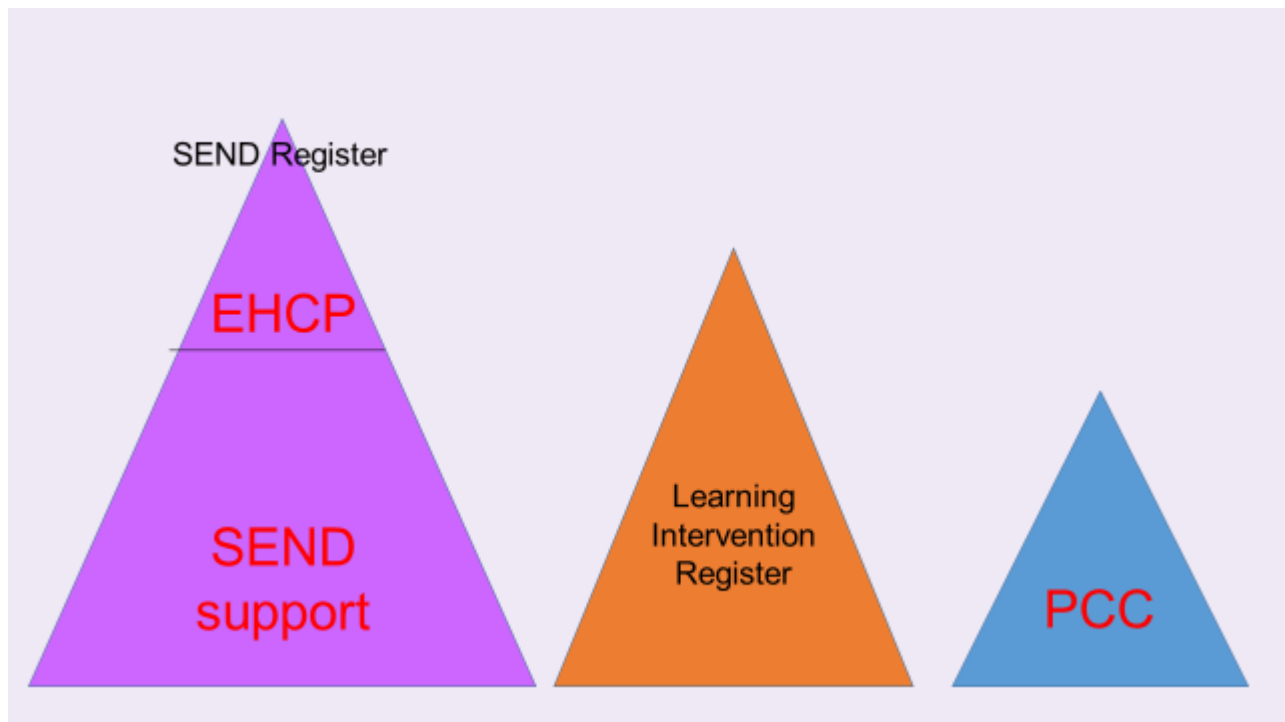 SEND Register
EHCP
SEND
support
Learning
Intervention
Register
PCC